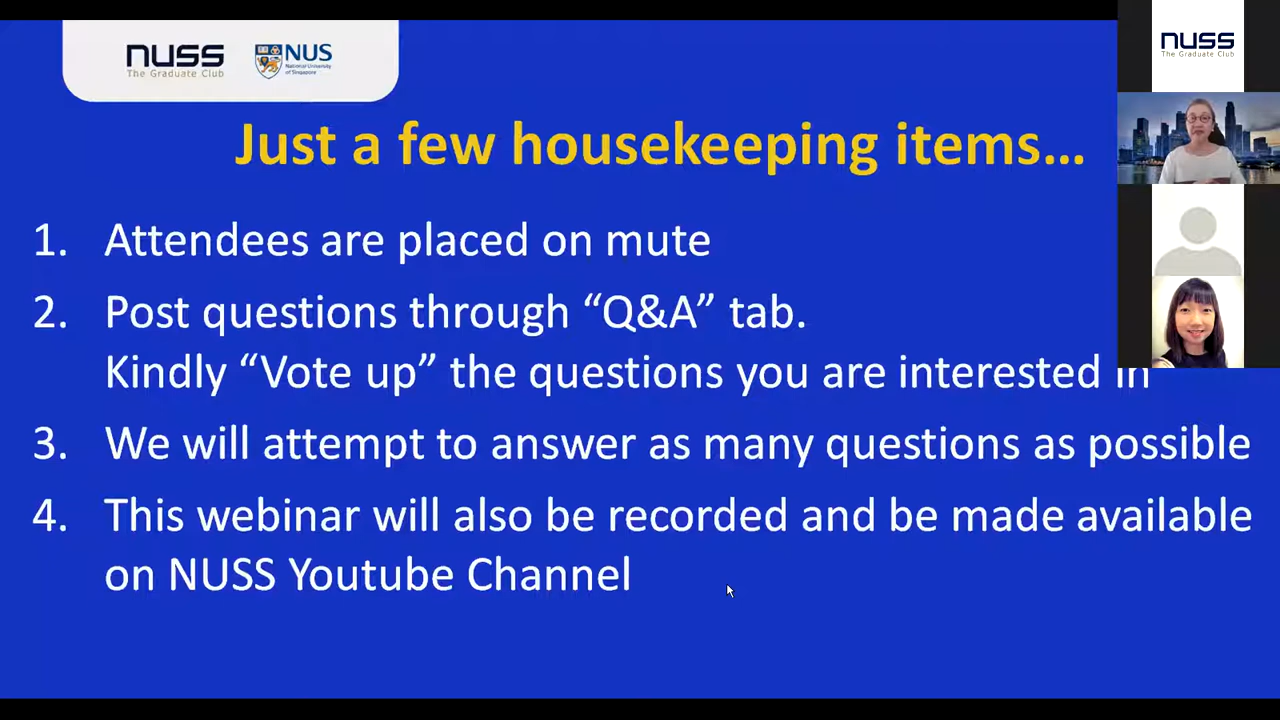 nuss
The Graduate Club
NUS
National University
of Singapore
nuss
The Graduate Club
Just a few housekeeping items...
1. Attendees are placed on mute
2. Post questions through “Q&A” tab.
Kindly “Vote up” the questions you are interested in
3. We will attempt to answer as many questions as possible
4. This webinar will also be recorded and be made available
on NUSS Youtube Channel